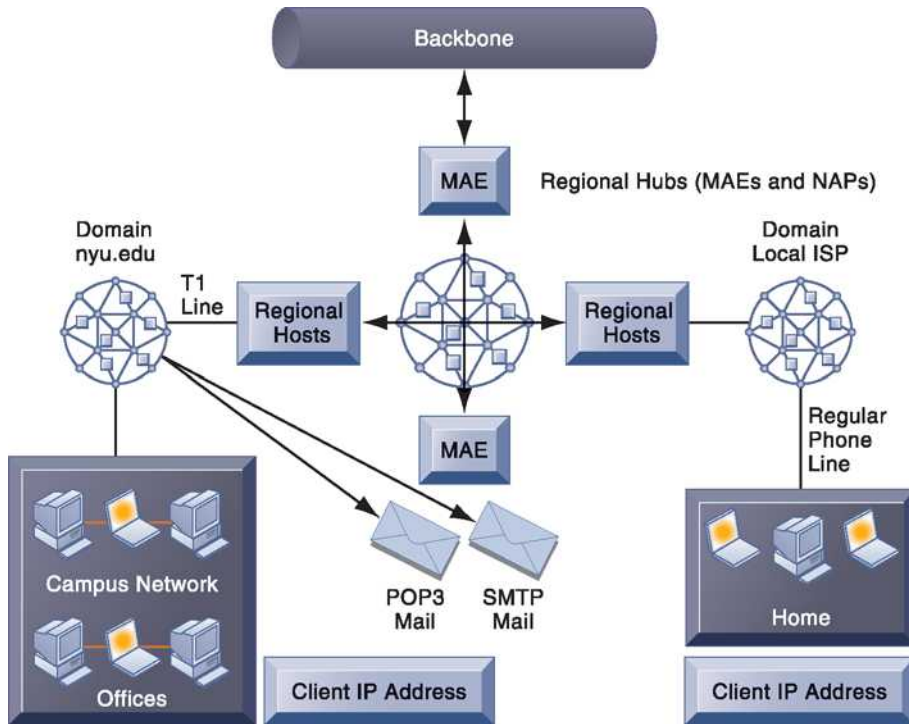 Backbone
MAE
Regional Hubs (MAEs and NAPs)
Domain
nyu.edu
T1
Line
Regional
Hosts
Regional
Hosts
Domain
Local ISP
MAE
Regular
Phone
Line
Campus Network
Offices
POP3
Mail
SMTP
Mail
Home
Client IP Address
Client IP Address